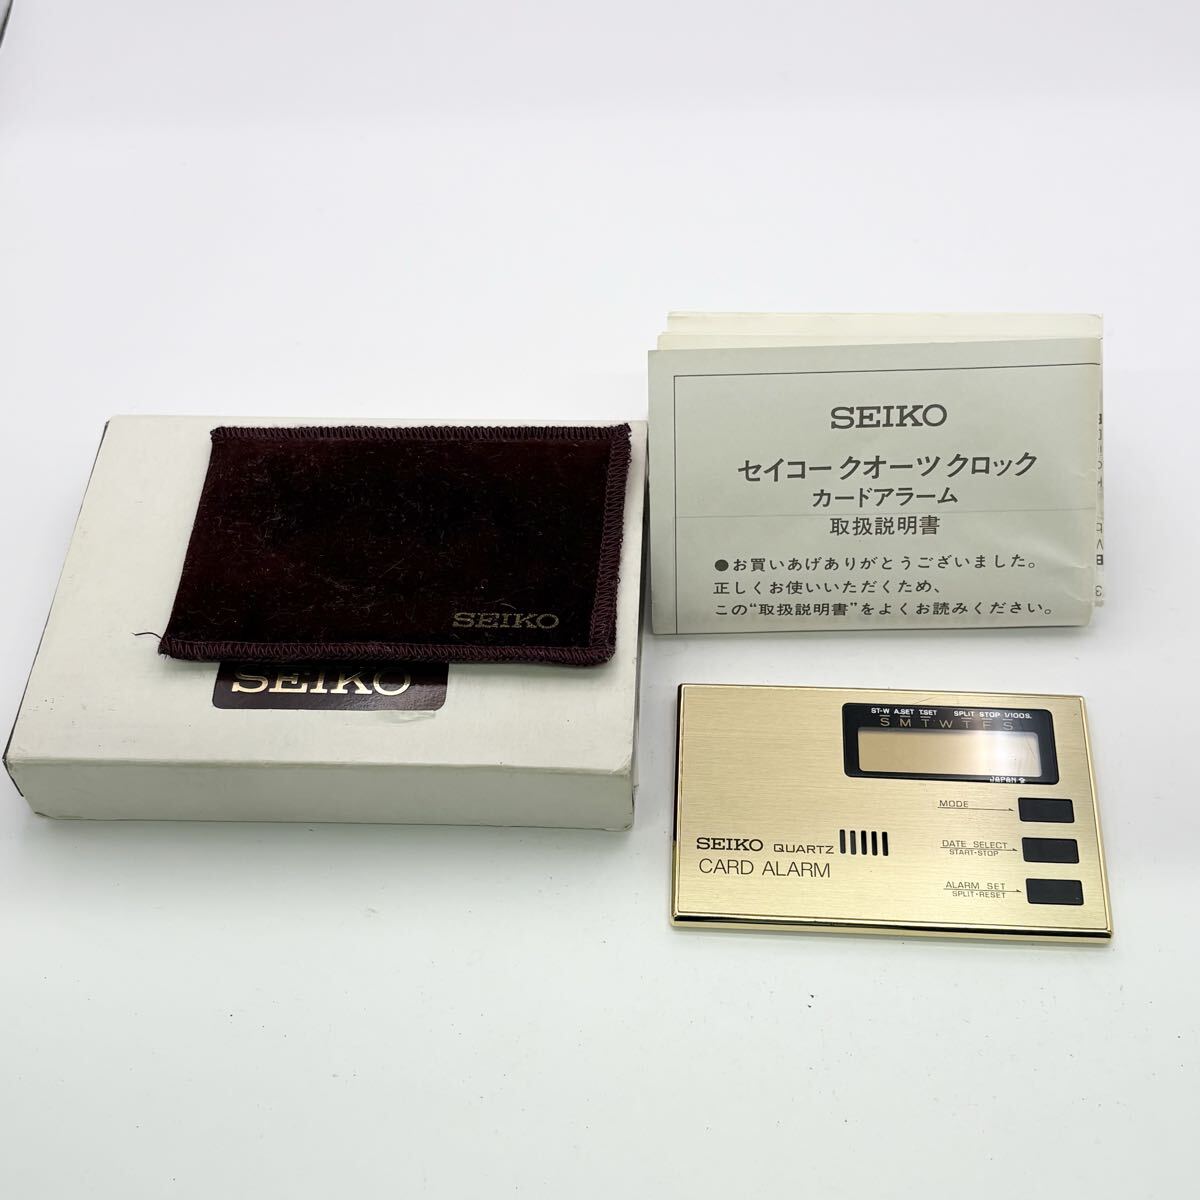 SEIKO
セイコー クオーツ クロック
カードアラーム
取扱説明書
●お買いあげありがとうございました。
正しくお使いいただくため、
この“取扱説明書”をよくお読みください。
SEIKO
SEIKO
ST-W A.SET T.SET SPLIT STOP 1/100S.
S M T W T F S
JAPAN
MODE
DATE SELECT
START·STOP
ALARM SET
SPLIT·RESET
SEIKO QUARTZ
CARD ALARM